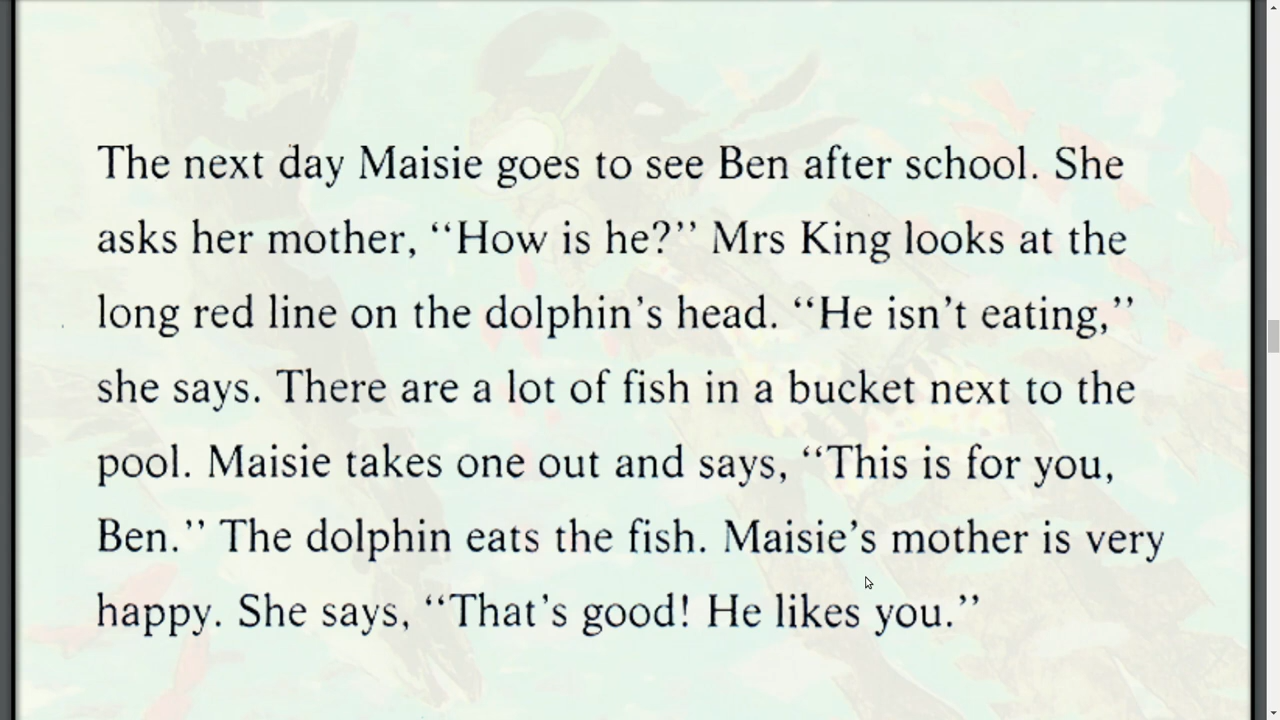 The next day Maisie goes to see Ben after school. She
asks her mother, “How is he?” Mrs King looks at the
long red line on the dolphin’s head. “He isn’t eating,”
she says. There are a lot of fish in a bucket next to the
pool. Maisie takes one out and says, “This is for you,
Ben.” The dolphin eats the fish. Maisie’s mother is very
happy. She says, “That’s good! He likes you.”